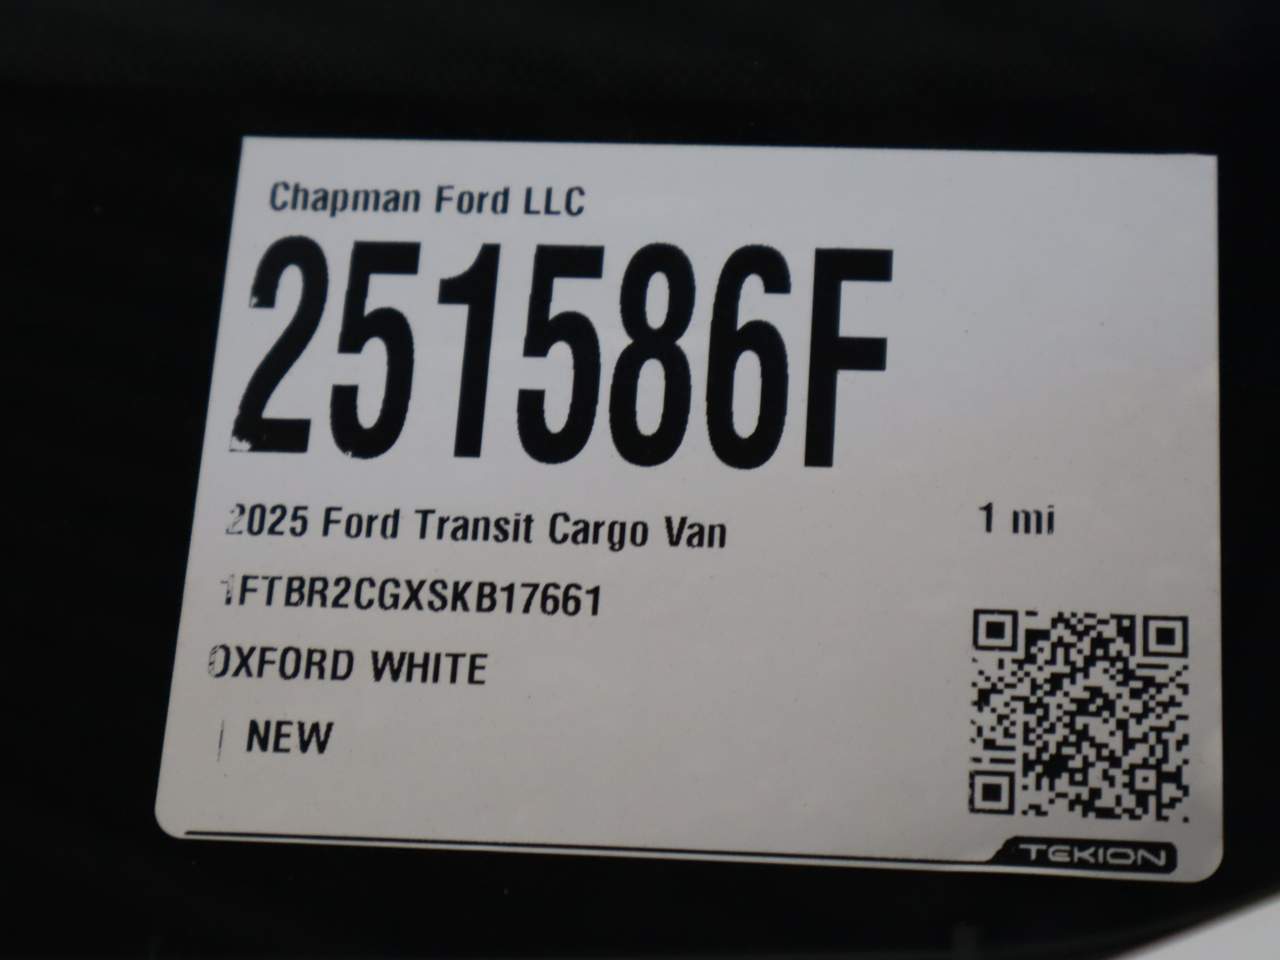 Chapman Ford LLC
251586F
2025 Ford Transit Cargo Van
1 mi
1FTBR2CGXSKB17661
OXFORD WHITE
| NEW
TEKION